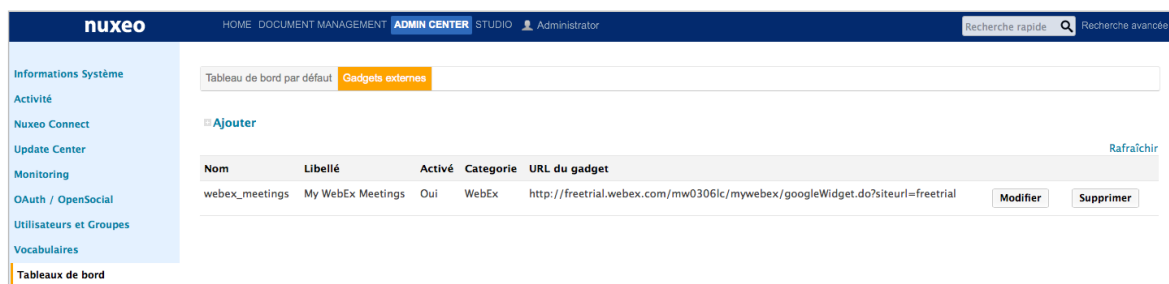 nuxeo HOME DOCUMENT MANAGEMENT ADMIN CENTER STUDIO Administrator Recherche rapide Recherche avancée
Informations Système
Activité
Nuxeo Connect
Update Center
Monitoring
OAuth / OpenSocial
Utilisateurs et Groupes
Vocabulaires
Tableaux de bord
Tableau de bord par défaut Gadgets externes
Ajouter
Rafraîchir
Nom Libellé Activé Categorie URL du gadget
webex_meetings My WebEx Meetings Oui WebEx http://freetrial.webex.com/mw0306lc/mywebex/googleWidget.do?siteurl=freetrial Modifier Supprimer